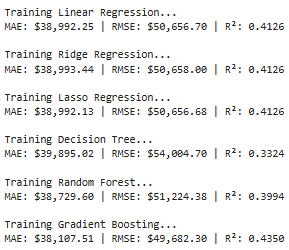 Training Linear Regression...
MAE: $38,992.25 | RMSE: $50,656.70 | R²: 0.4126
Training Ridge Regression...
MAE: $38,993.44 | RMSE: $50,658.00 | R²: 0.4126
Training Lasso Regression...
MAE: $38,992.13 | RMSE: $50,656.68 | R²: 0.4126
Training Decision Tree...
MAE: $39,895.02 | RMSE: $54,004.70 | R²: 0.3324
Training Random Forest...
MAE: $38,729.60 | RMSE: $51,224.38 | R²: 0.3994
Training Gradient Boosting...
MAE: $38,107.51 | RMSE: $49,682.30 | R²: 0.4350